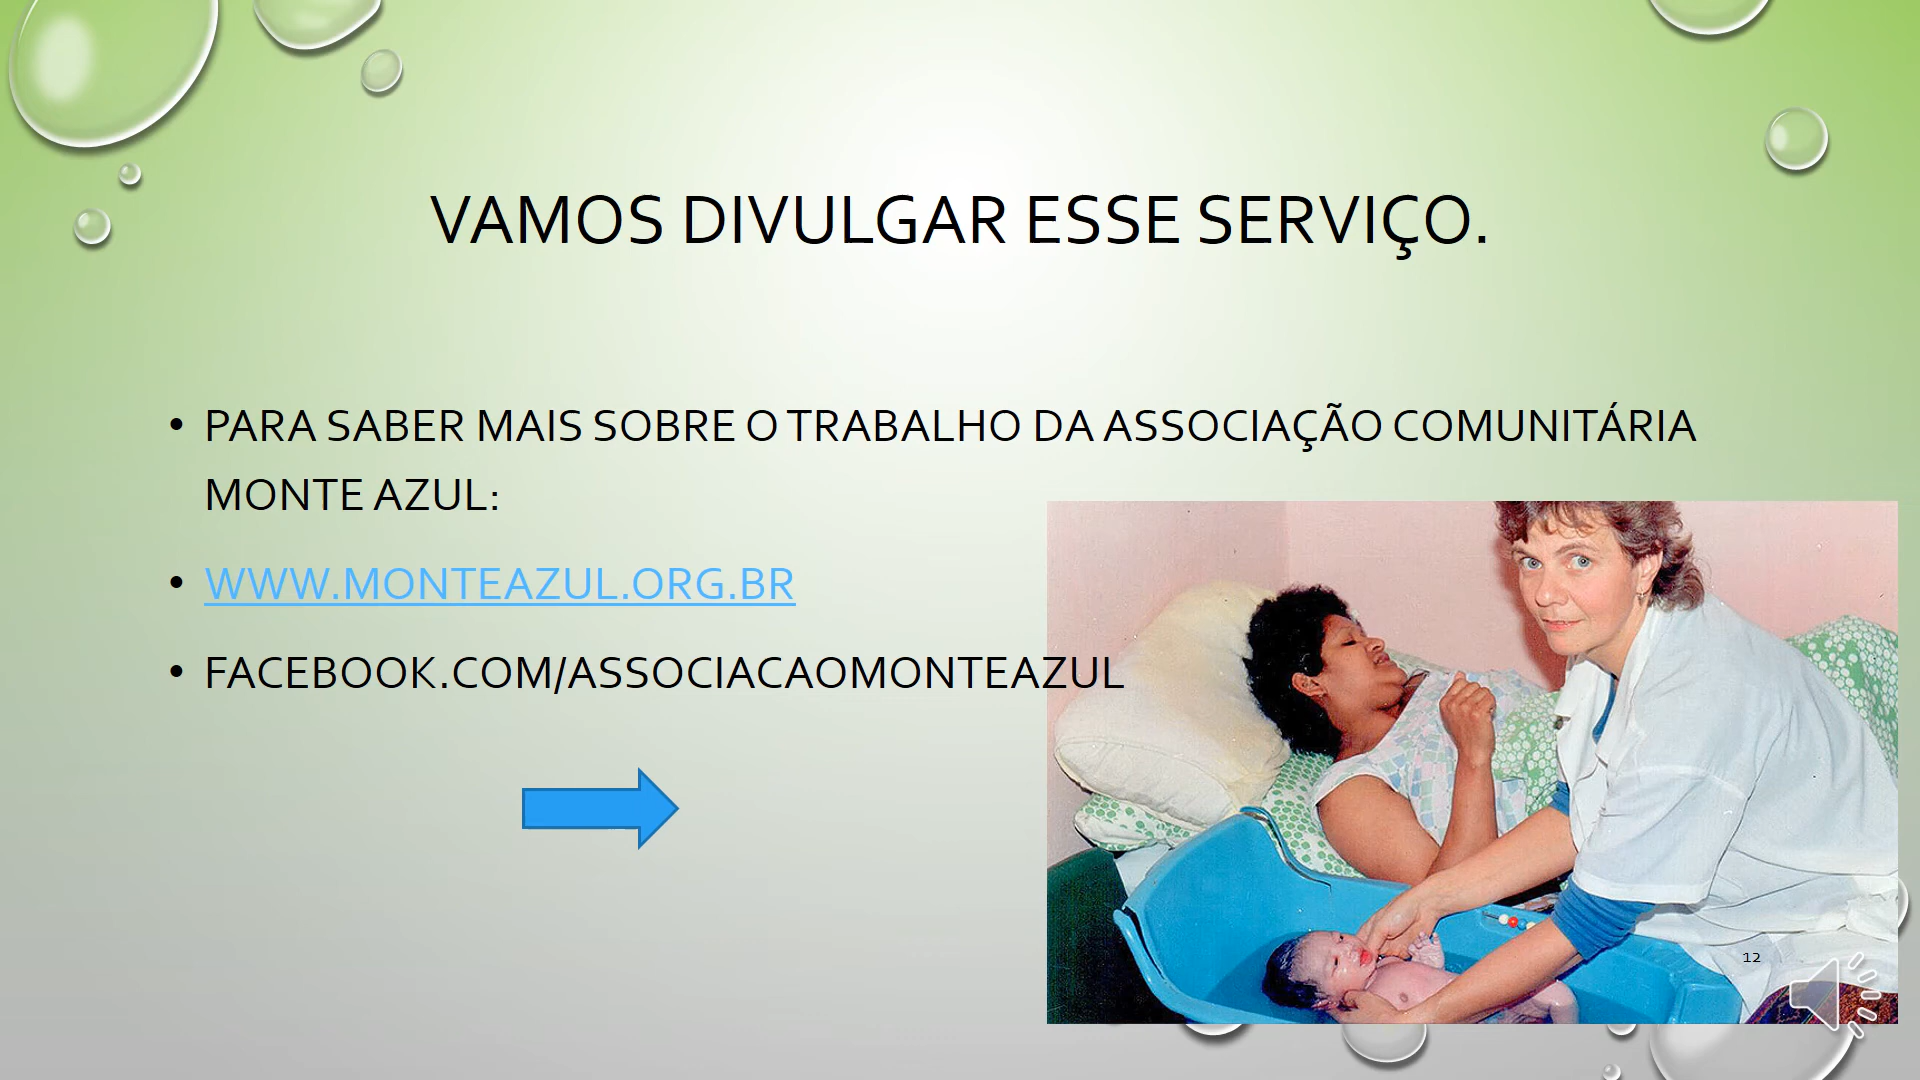 VAMOS DIVULGAR ESSE SERVIÇO.
• PARA SABER MAIS SOBRE O TRABALHO DA ASSOCIAÇÃO COMUNITÁRIA
MONTE AZUL:
• WWW.MONTEAZUL.ORG.BR
• FACEBOOK.COM/ASSOCIACAOMONTEAZUL
12